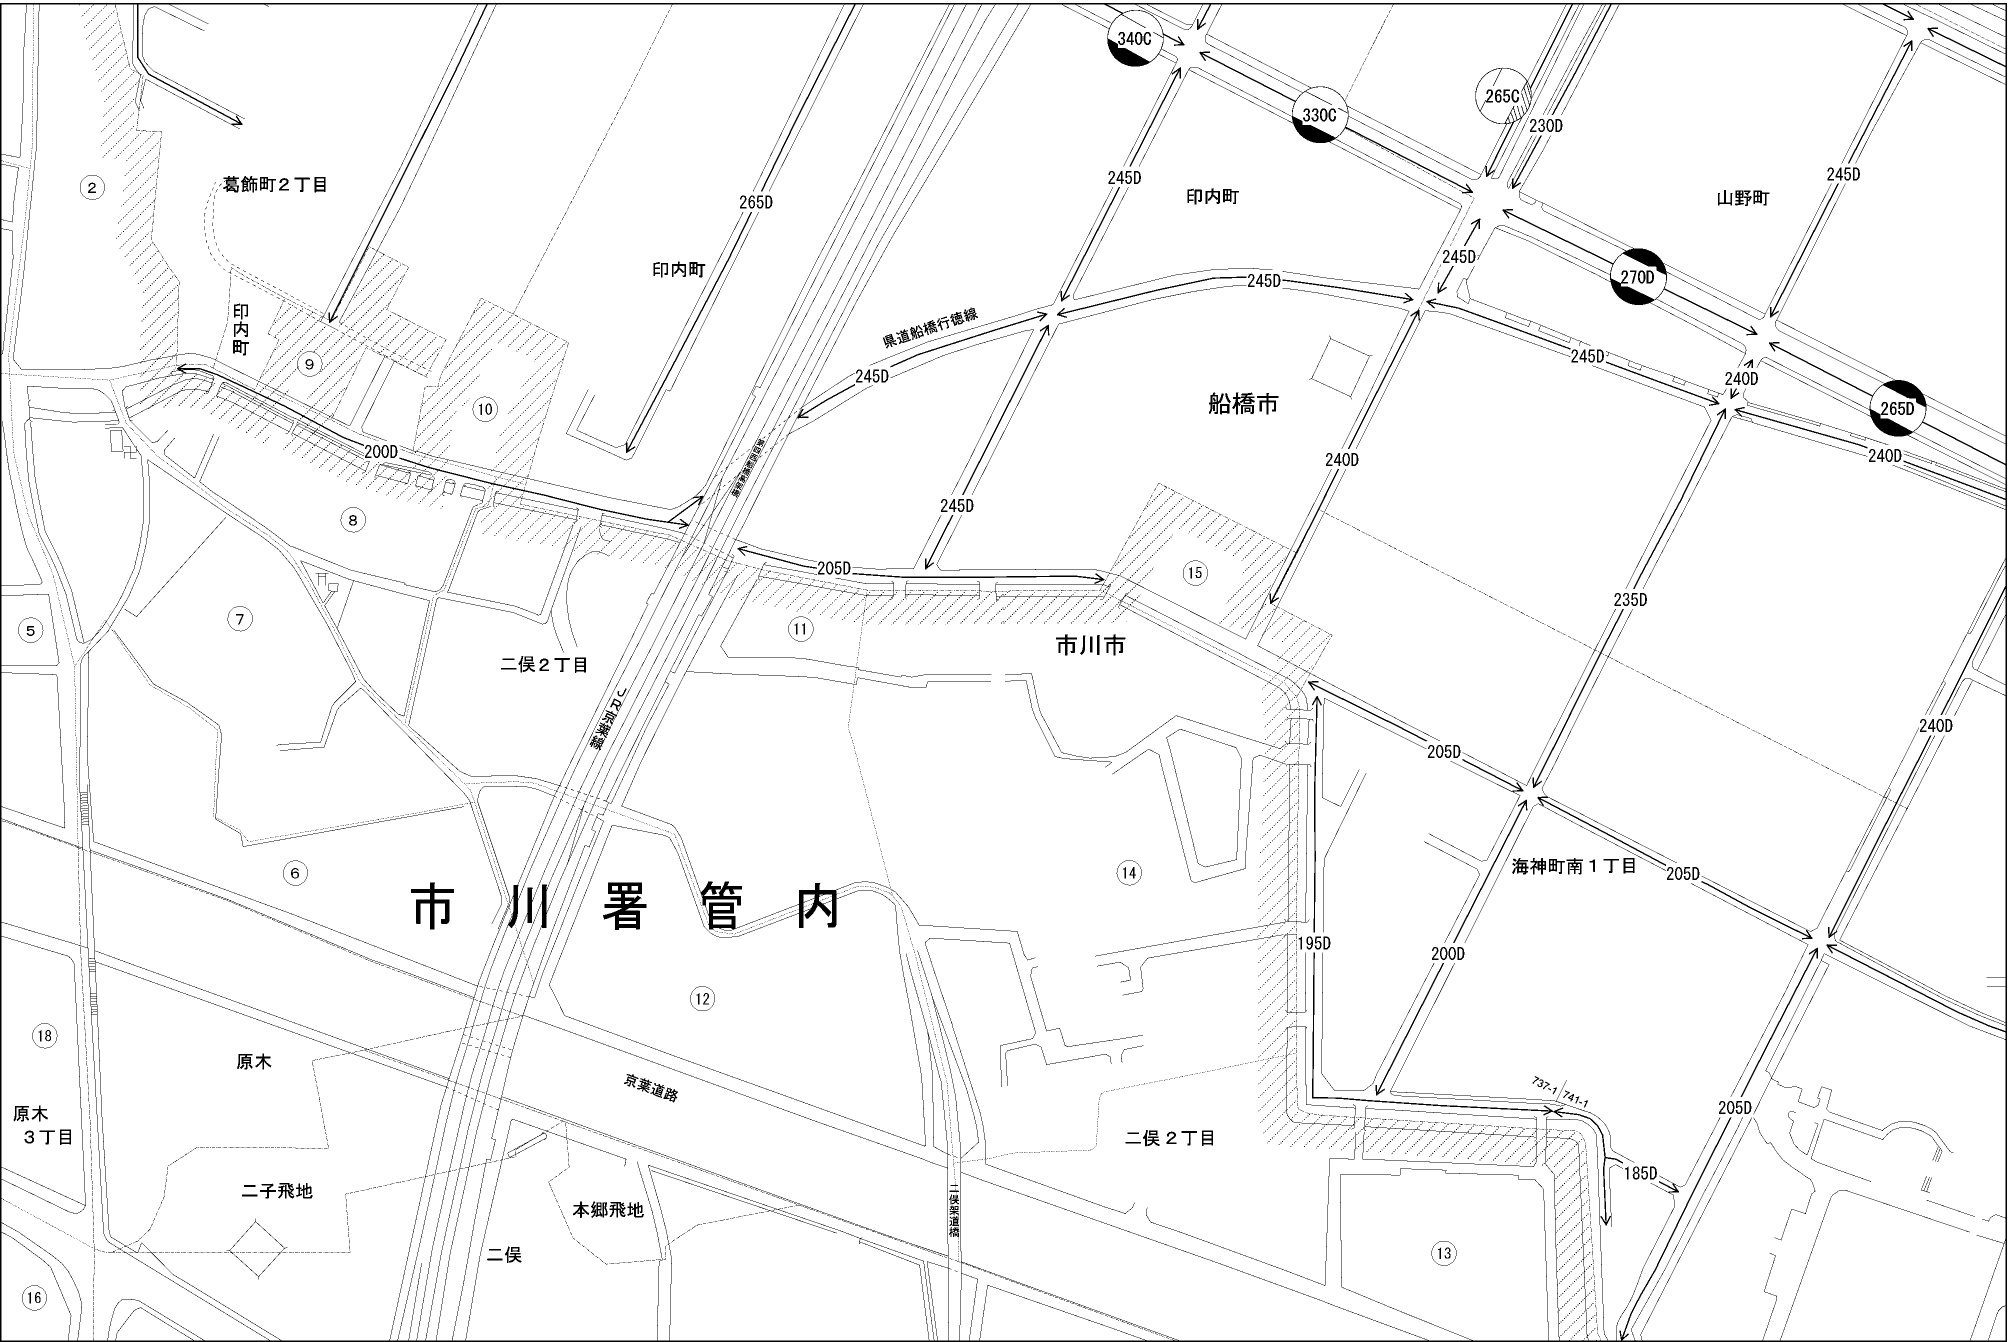 340C
330C
265C
230D
245D
245D
②
葛飾町２丁目
265D
印内町
印内町
山野町
245D
270D
245D
印内町
県道船橋行徳線
245D
245D
240D
265D
⑨
⑩
船橋市
200D
240D
240D
245D
⑧
205D
⑮
235D
⑤
⑦
⑪
市川市
二俣２丁目
ＪＲ京葉線
205D
240D
⑥
市川署管内
⑭
海神町南１丁目
205D
195D
200D
⑫
⑱
原木
京葉道路
737-1
741-1
205D
原木
３丁目
二俣２丁目
185D
二子飛地
本郷飛地
二俣架道橋
二俣
⑬
⑯